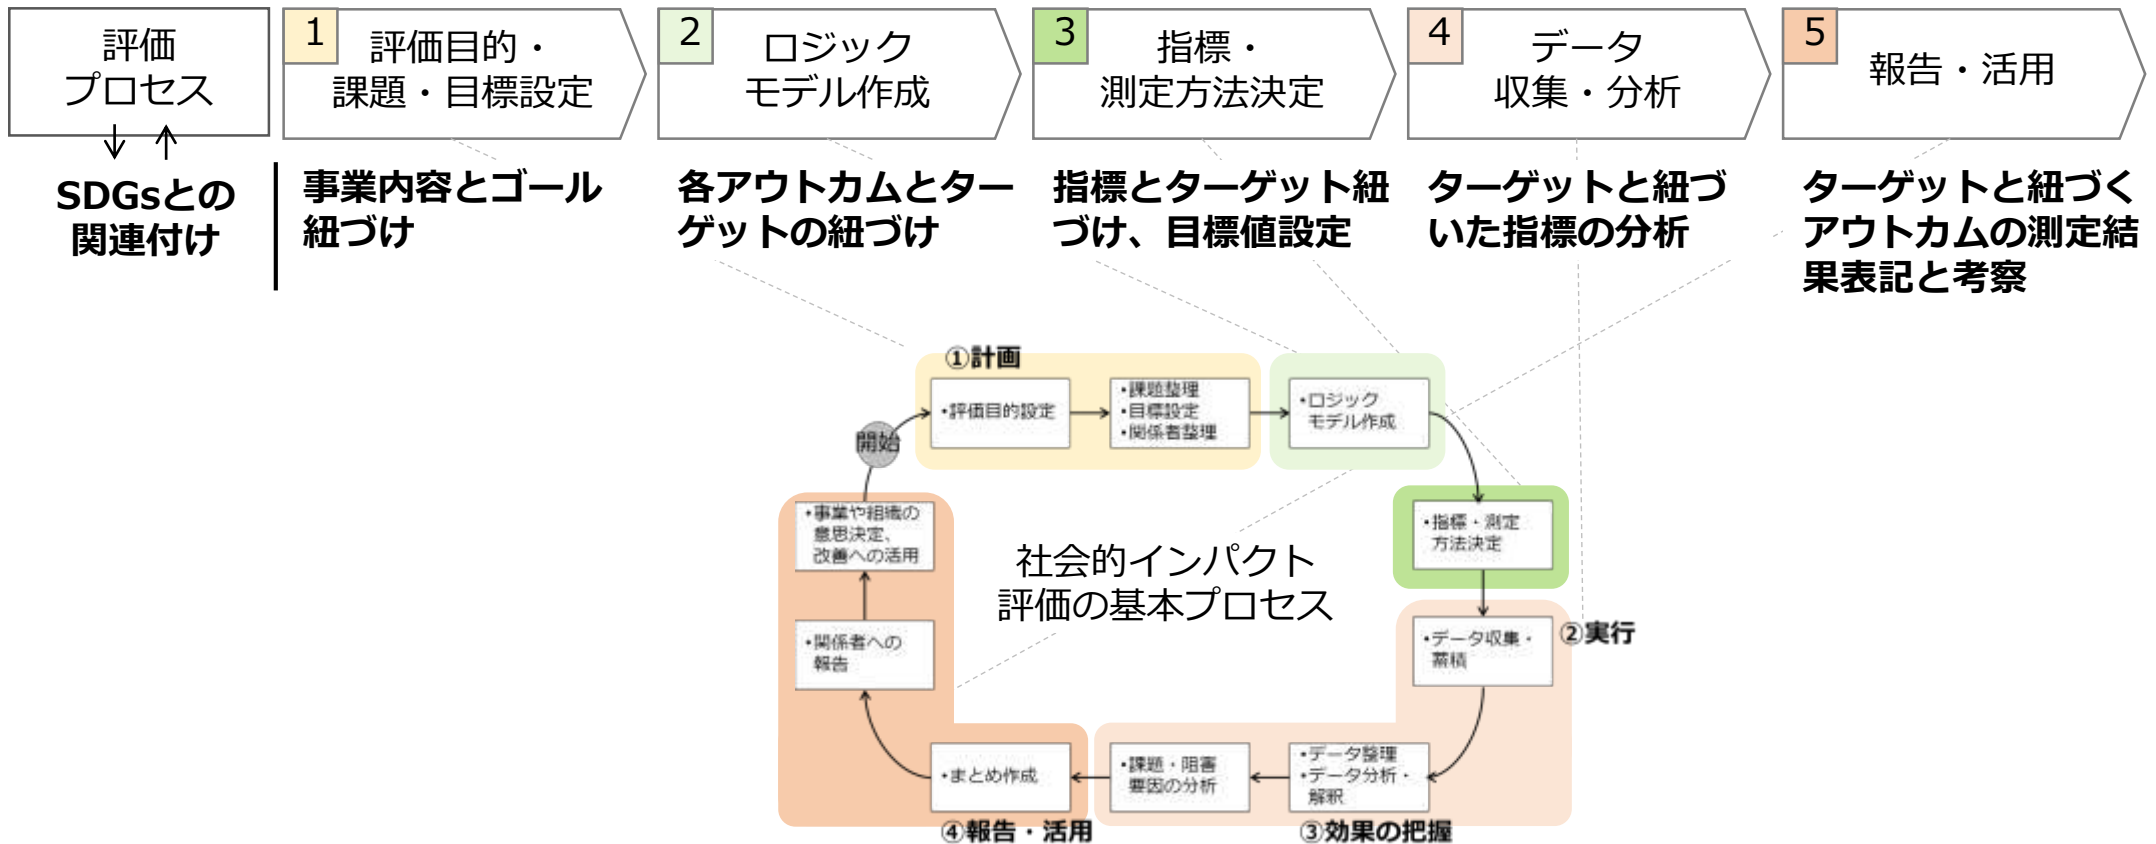 評価
プロセス
1
評価目的・
課題・目標設定
2
ロジック
モデル作成
3
指標・
測定方法決定
4
データ
収集・分析
5
報告・活用
SDGsとの
関連付け
事業内容とゴール
紐づけ
各アウトカムとター
ゲットの紐づけ
指標とターゲット紐
づけ、目標値設定
ターゲットと紐づ
いた指標の分析
ターゲットと紐づく
アウトカムの測定結
果表記と考察
①計画
•評価目的設定
•課題整理
•目標設定
•関係者整理
•ロジック
モデル作成
開始
•事業や組織の
意思決定、
改善への活用
•指標・測定
方法決定
社会的インパクト
評価の基本プロセス
•関係者への
報告
•データ収集・
蓄積
②実行
•まとめ作成
•課題・阻害
要因の分析
•データ整理
•データ分析・
解釈
④報告・活用
③効果の把握